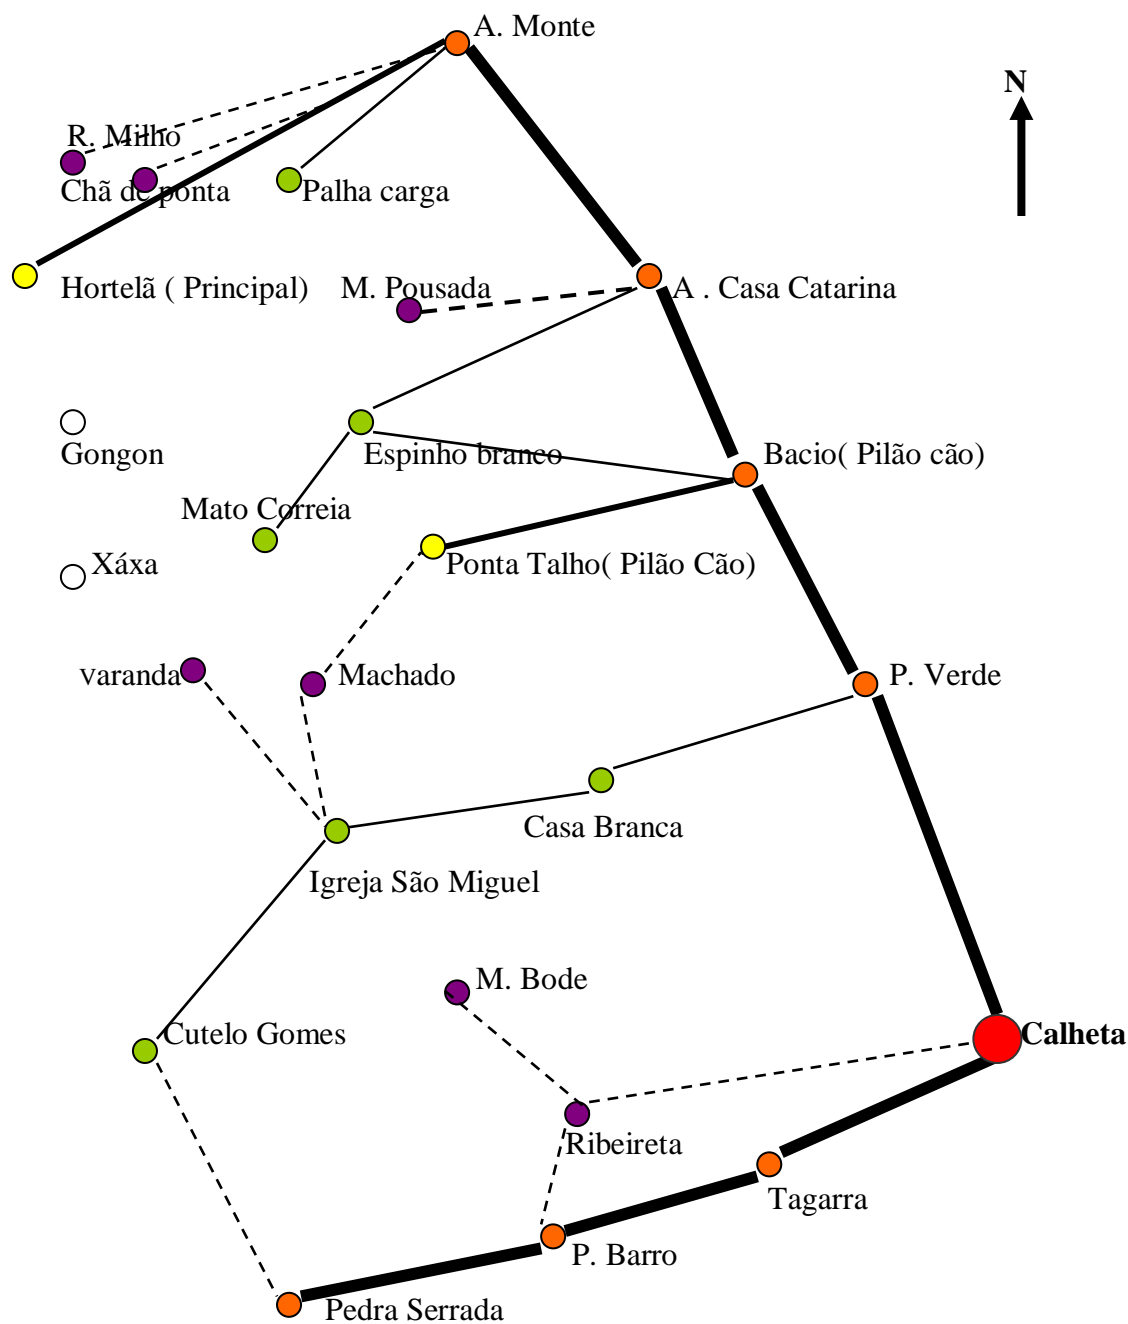 A. Monte
N
R. Milho
Chã de ponta
Palha carga
Hortelã ( Principal)
M. Pousada
A . Casa Catarina
Gongon
Espinho branco
Bacio( Pilão cão)
Mato Correia
Xáxa
Ponta Talho( Pilão Cão)
varanda
Machado
P. Verde
Casa Branca
Igreja São Miguel
M. Bode
Cutelo Gomes
Calheta
Ribeireta
Tagarra
P. Barro
Pedra Serrada